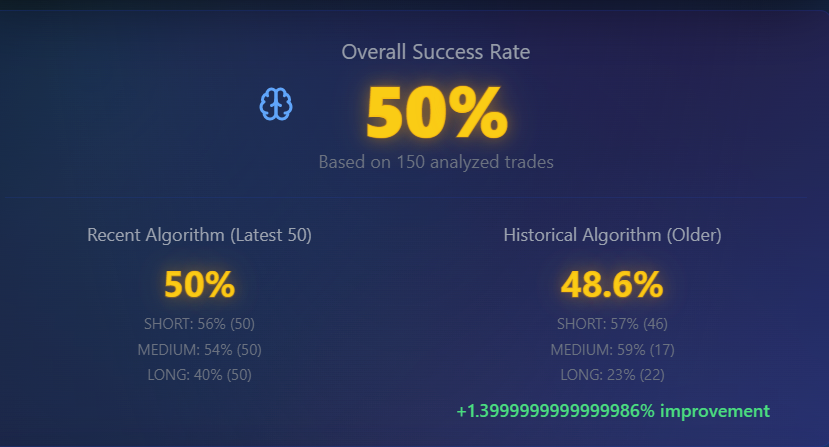 Overall Success Rate
50%
Based on 150 analyzed trades
Recent Algorithm (Latest 50)
50%
SHORT: 56% (50)
MEDIUM: 54% (50)
LONG: 40% (50)
Historical Algorithm (Older)
48.6%
SHORT: 57% (46)
MEDIUM: 59% (17)
LONG: 23% (22)
+1.3999999999999986% improvement